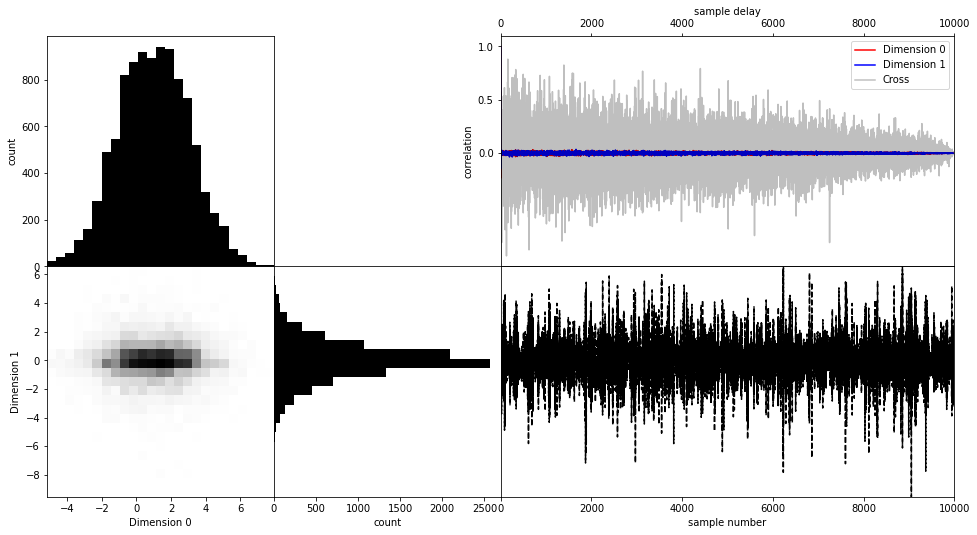 sample delay
0 2000 4000 6000 8000 10000
800
600
400
200
0
count
1.0
0.5
0.0
correlation
Dimension 0
Dimension 1
Cross
6
4
2
0
−2
−4
−6
−8
Dimension 1
−4 −2 0 2 4 6
Dimension 0
0 500 1000 1500 2000 2500
count
0 2000 4000 6000 8000 10000
sample number